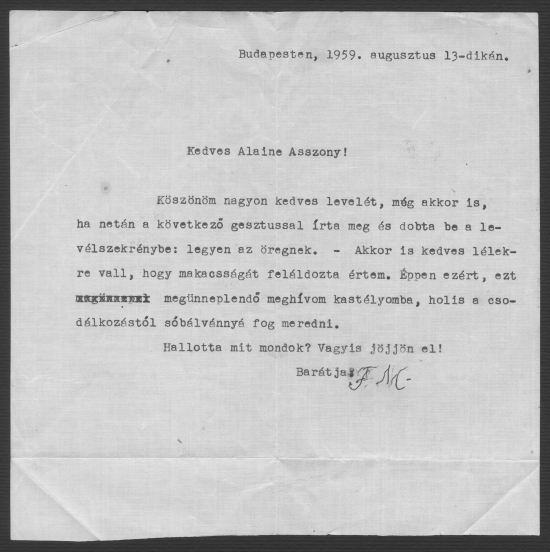 Budapesten, 1959. augusztus 13-dikán.
Kedves Alaine Asszony!
Köszönöm nagyon kedves levelét, még akkor is,
ha netán a következő gesztussal írta meg és dobta be a le-
vélszekrénybe: legyen az öregnek. - Akkor is kedves lélek-
re vall, hogy makacsságát feláldozta értem. Éppen ezért, ezt
megünneplendő meghívom kastélyomba, holis a cso-
dálkozástól sóbálvánnyá fog meredni.
Hallotta mit mondok? Vagyis jöjjön el!
Barátja: F. M.